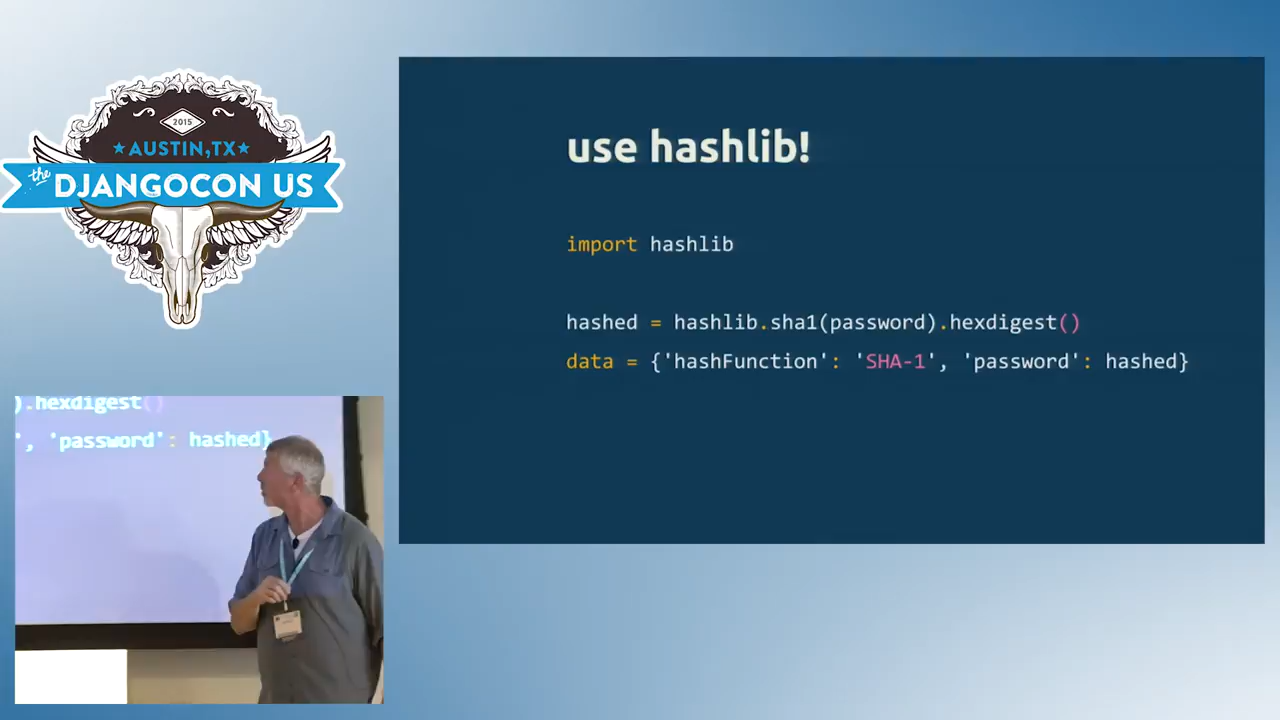 2015
★ AUSTIN,TX ★
the
DJANGOCON US
use hashlib!
import hashlib
hashed = hashlib.sha1(password).hexdigest()
data = {'hashFunction': 'SHA-1', 'password': hashed}
).hexdigest()
', 'password': hashed}